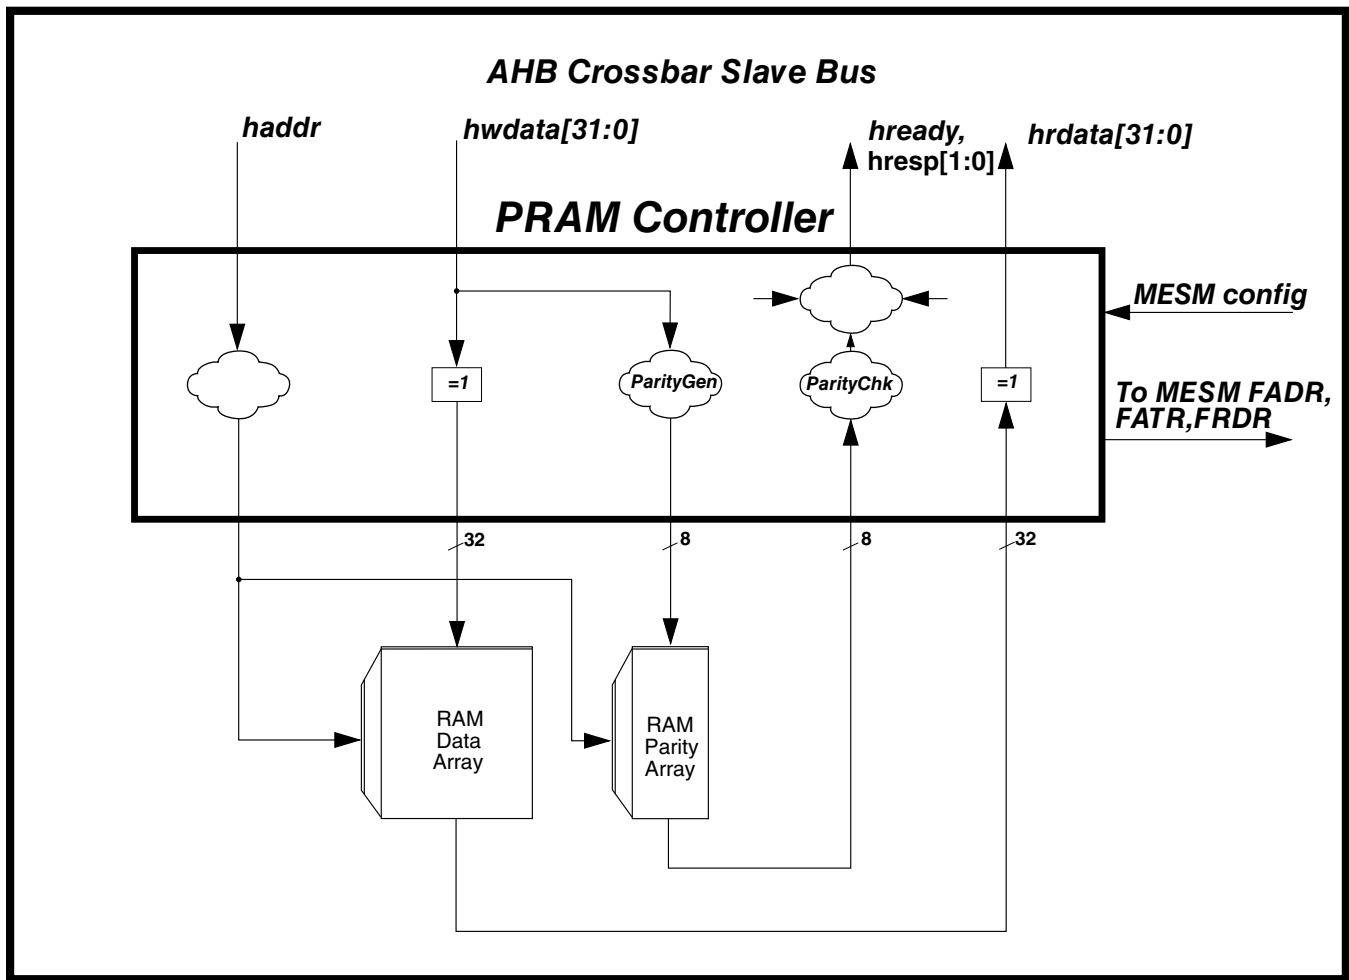 AHB Crossbar Slave Bus
haddr
hwdata[31:0]
hready,
hresp[1:0]
hrdata[31:0]
PRAM Controller
MESM config
=1
ParityGen
ParityChk
=1
To MESM FADR,
FATR,FRDR
32
8
8
32
RAM
Data
Array
RAM
Parity
Array